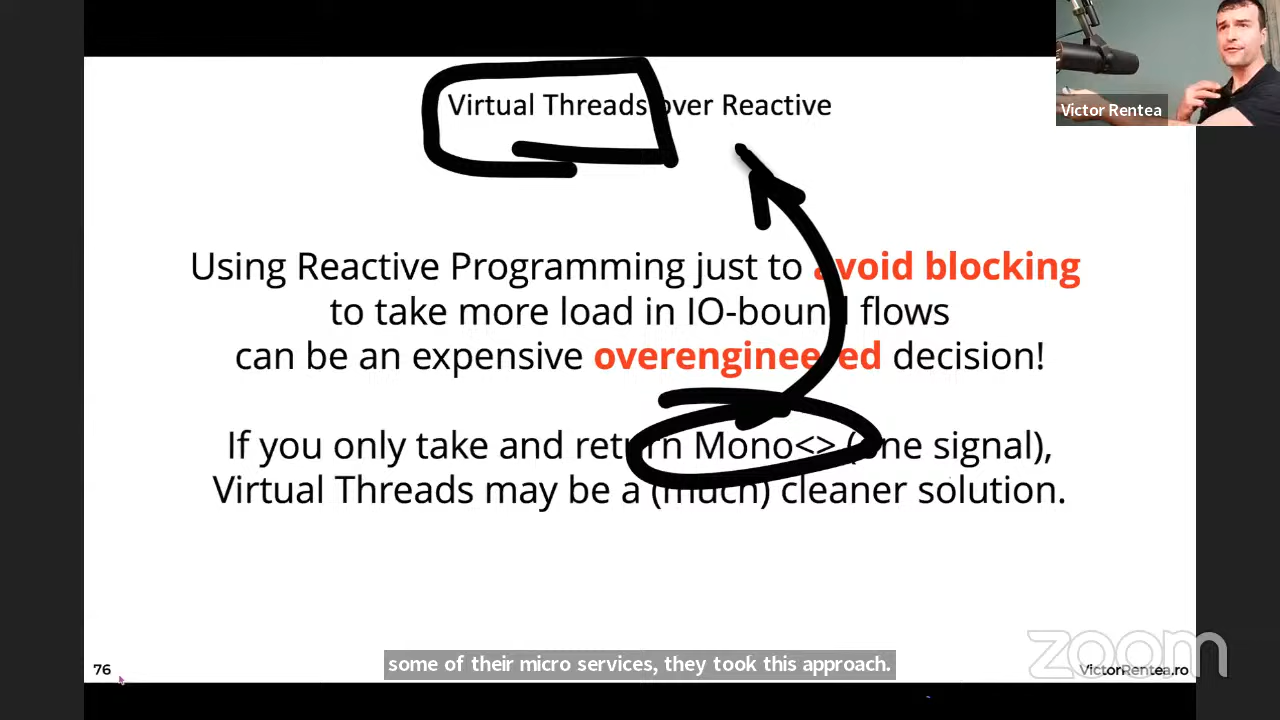 Virtual Threads over Reactive
Victor Rentea
Using Reactive Programming just to avoid blocking
to take more load in IO-bound flows
can be an expensive overengineered decision!
If you only take and return Mono<> (one signal),
Virtual Threads may be a (much) cleaner solution.
some of their micro services, they took this approach.
zoom
76
VictorRentea.ro